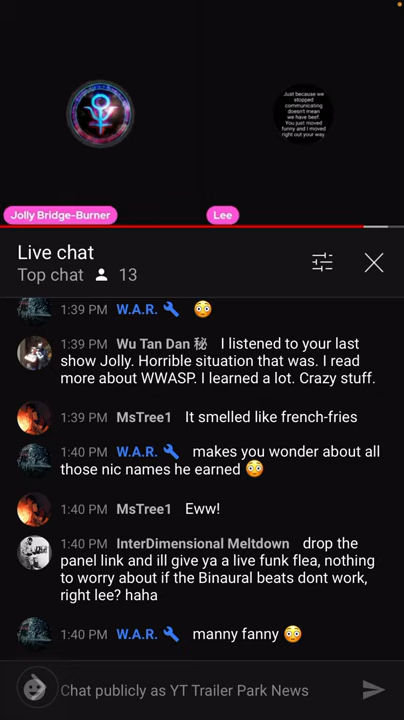 Just because we
stopped
communicating
doesn't mean
we have beef.
You just moved
funny and I moved
right out your way
Jolly Bridge-Burner
Lee
Live chat
Top chat 13
1:39 PM W.A.R. 🔧 😳
1:39 PM Wu Tan Dan 秘 I listened to your last
show Jolly. Horrible situation that was. I read
more about WWASP. I learned a lot. Crazy stuff.
1:39 PM MsTree1 It smelled like french-fries
1:40 PM W.A.R. 🔧 makes you wonder about all
those nic names he earned 😳
1:40 PM MsTree1 Eww!
1:40 PM InterDimensional Meltdown drop the
panel link and ill give ya a live funk flea, nothing
to worry about if the Binaural beats dont work,
right lee? haha
1:40 PM W.A.R. 🔧 manny fanny 😳
Chat publicly as YT Trailer Park News